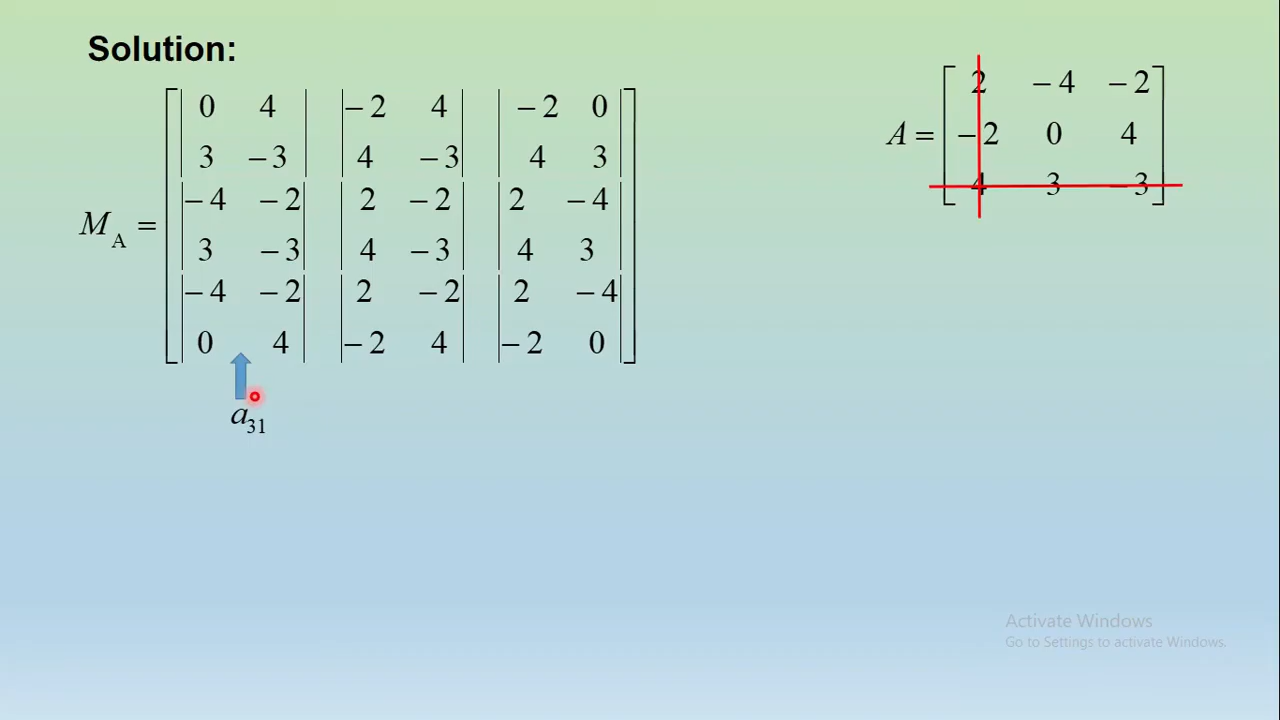 Solution:
0 4 -2 4 -2 0
3 -3 4 -3 4 3
-4 -2 2 -2 2 -4
M_A =
3 -3 4 -3 4 3
-4 -2 2 -2 2 -4
0 4 -2 4 -2 0
a_31
2 -4 -2
A = -2 0 4
4 3 -3
Activate Windows
Go to Settings to activate Windows.